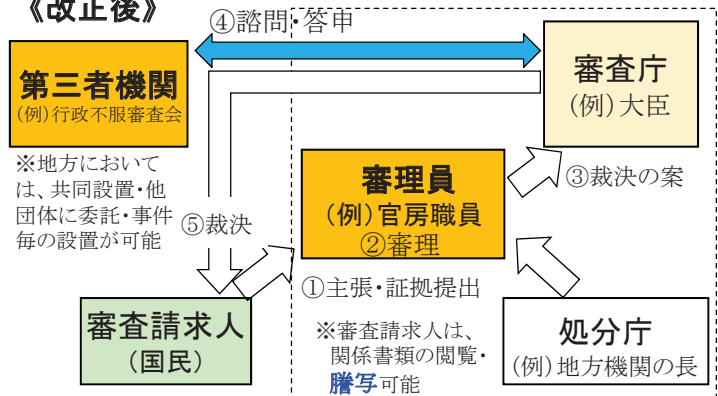 《改正後》
④諮問・答申
第三者機関
(例)行政不服審査会
審査庁
(例)大臣
※地方において
は、共同設置・他
団体に委託・事件
毎の設置が可能
⑤裁決
審理員
(例)官房職員
②審理
③裁決の案
①主張・証拠提出
審査請求人
(国民)
※審査請求人は、
関係書類の閲覧・
謄写可能
処分庁
(例)地方機関の長